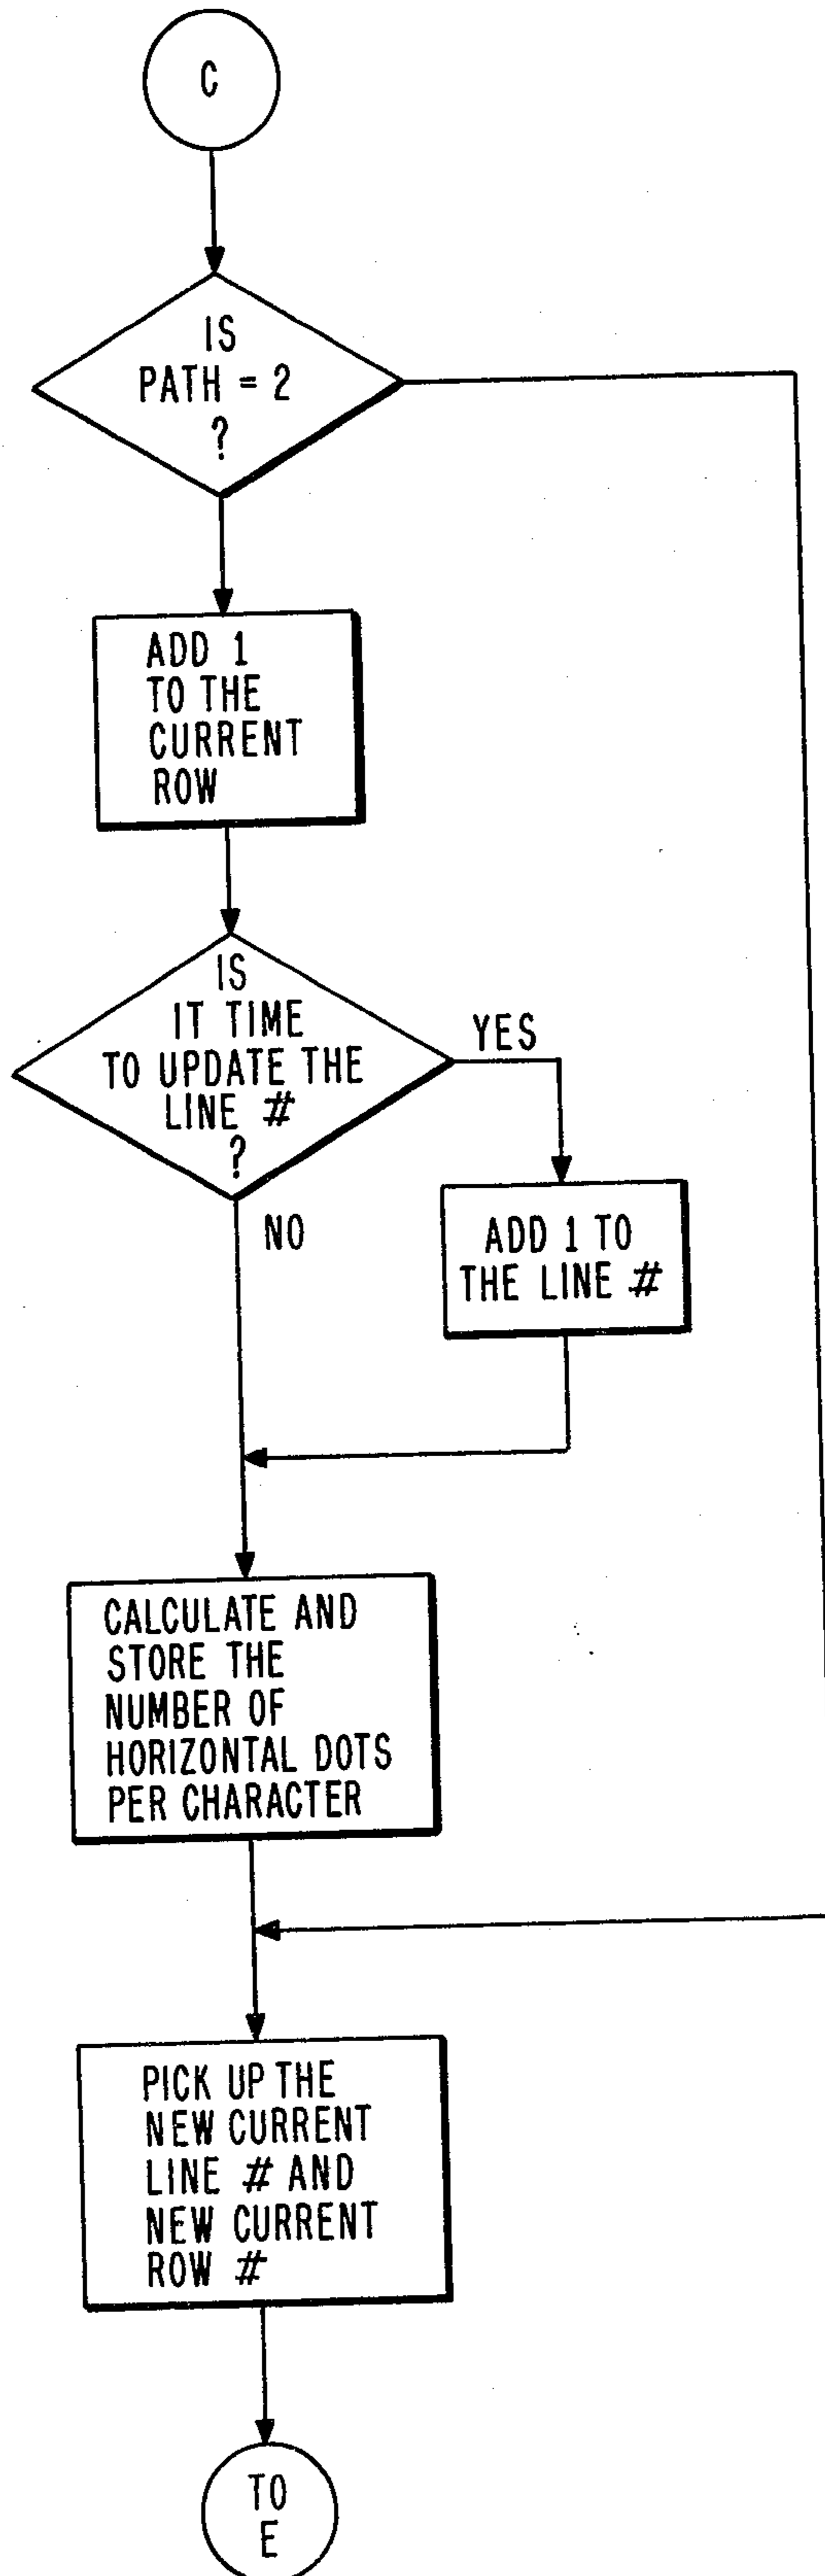 C
IS
PATH = 2
?
ADD 1
TO THE
CURRENT
ROW
IS
IT TIME
TO UPDATE THE
LINE #
?
YES
NO
ADD 1 TO
THE LINE #
CALCULATE AND
STORE THE
NUMBER OF
HORIZONTAL DOTS
PER CHARACTER
PICK UP THE
NEW CURRENT
LINE # AND
NEW CURRENT
ROW #
TO
E